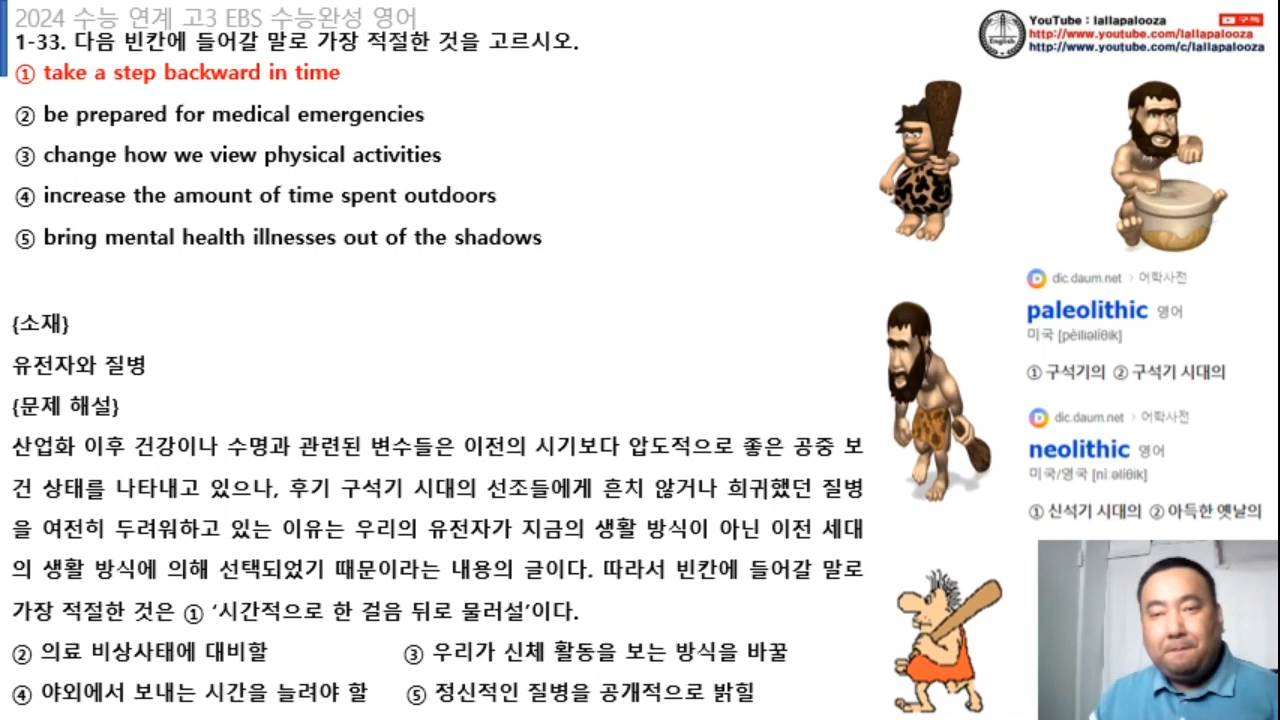 2024 수능 연계 고3 EBS 수능완성 영어
1-33. 다음 빈칸에 들어갈 말로 가장 적절한 것을 고르시오.
① take a step backward in time
② be prepared for medical emergencies
③ change how we view physical activities
④ increase the amount of time spent outdoors
⑤ bring mental health illnesses out of the shadows
{소재}
유전자와 질병
{문제 해설}
산업화 이후 건강이나 수명과 관련된 변수들은 이전의 시기보다 압도적으로 좋은 공중 보
건 상태를 나타내고 있으나, 후기 구석기 시대의 선조들에게 흔치 않거나 희귀했던 질병
을 여전히 두려워하고 있는 이유는 우리의 유전자가 지금의 생활 방식이 아닌 이전 세대
의 생활 방식에 의해 선택되었기 때문이라는 내용의 글이다. 따라서 빈칸에 들어갈 말로
가장 적절한 것은 ① ‘시간적으로 한 걸음 뒤로 물러설’이다.
② 의료 비상사태에 대비할 ③ 우리가 신체 활동을 보는 방식을 바꿀
④ 야외에서 보내는 시간을 늘려야 할 ⑤ 정신적인 질병을 공개적으로 밝힐
YouTube : lallapalooza 구독
http://www.youtube.com/lallapalooza
http://www.youtube.com/c/lallapalooza
English
dic.daum.net › 어학사전
paleolithic 영어
미국 [pèiliəlíθik]
① 구석기의 ② 구석기 시대의
dic.daum.net › 어학사전
neolithic 영어
미국/영국 [ni:əlíθik]
① 신석기 시대의 ② 아득한 옛날의